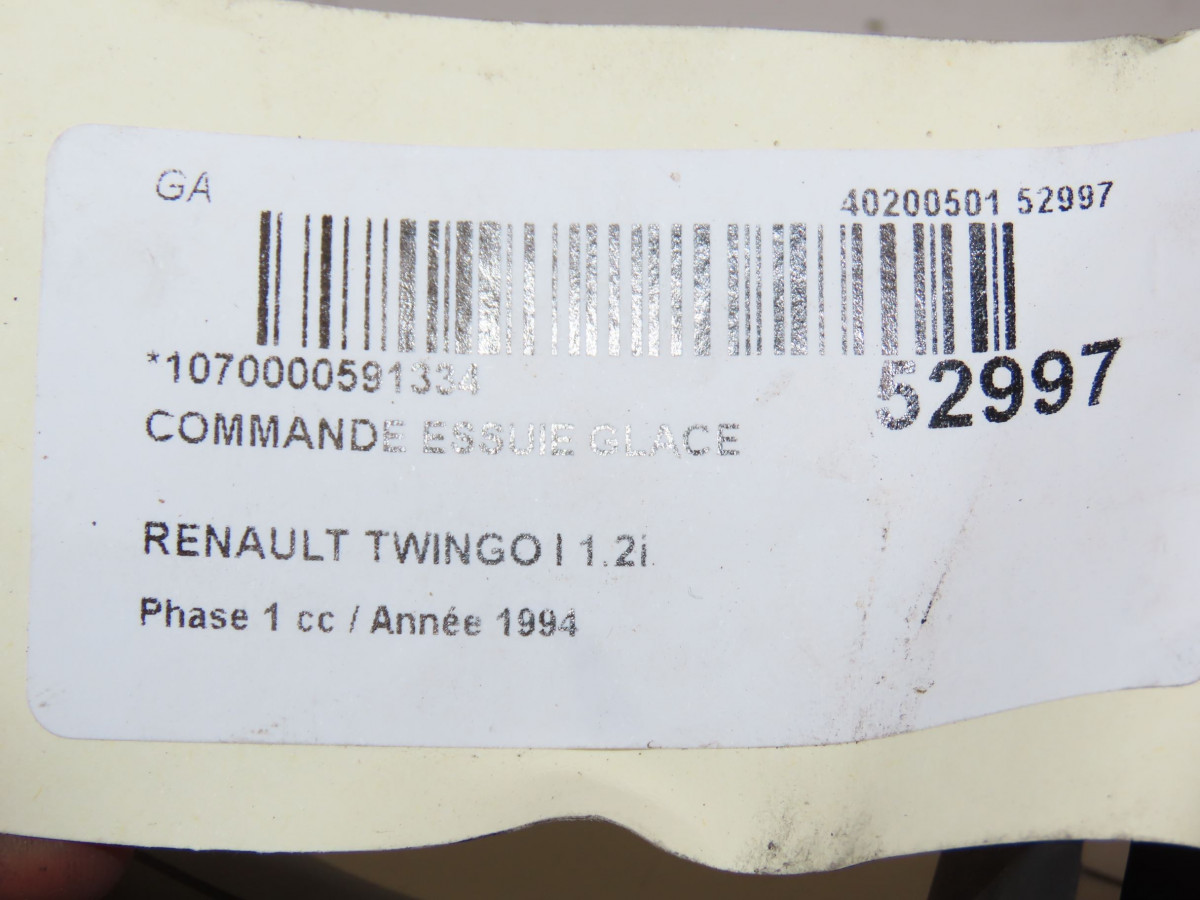 GA
40200501 52997
*1070000591334
52997
COMMANDE ESSUIE GLACE
RENAULT TWINGO I 1.2i
Phase 1 cc / Année 1994